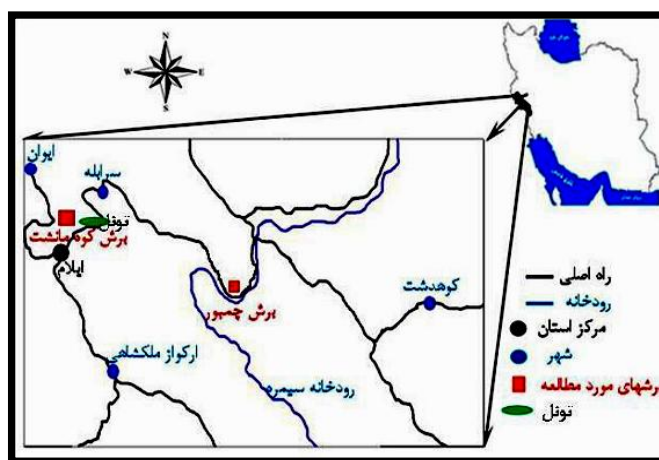 N
W
E
S
ایوان
سرابله
تونل
برش کوه مانشت
ایلام
برش چمبور
کوهدشت
ارکواز ملکشاهی
رودخانه سیمره
راه اصلی
رودخانه
مرکز استان
شهر
برشهای مورد مطالعه
تونل